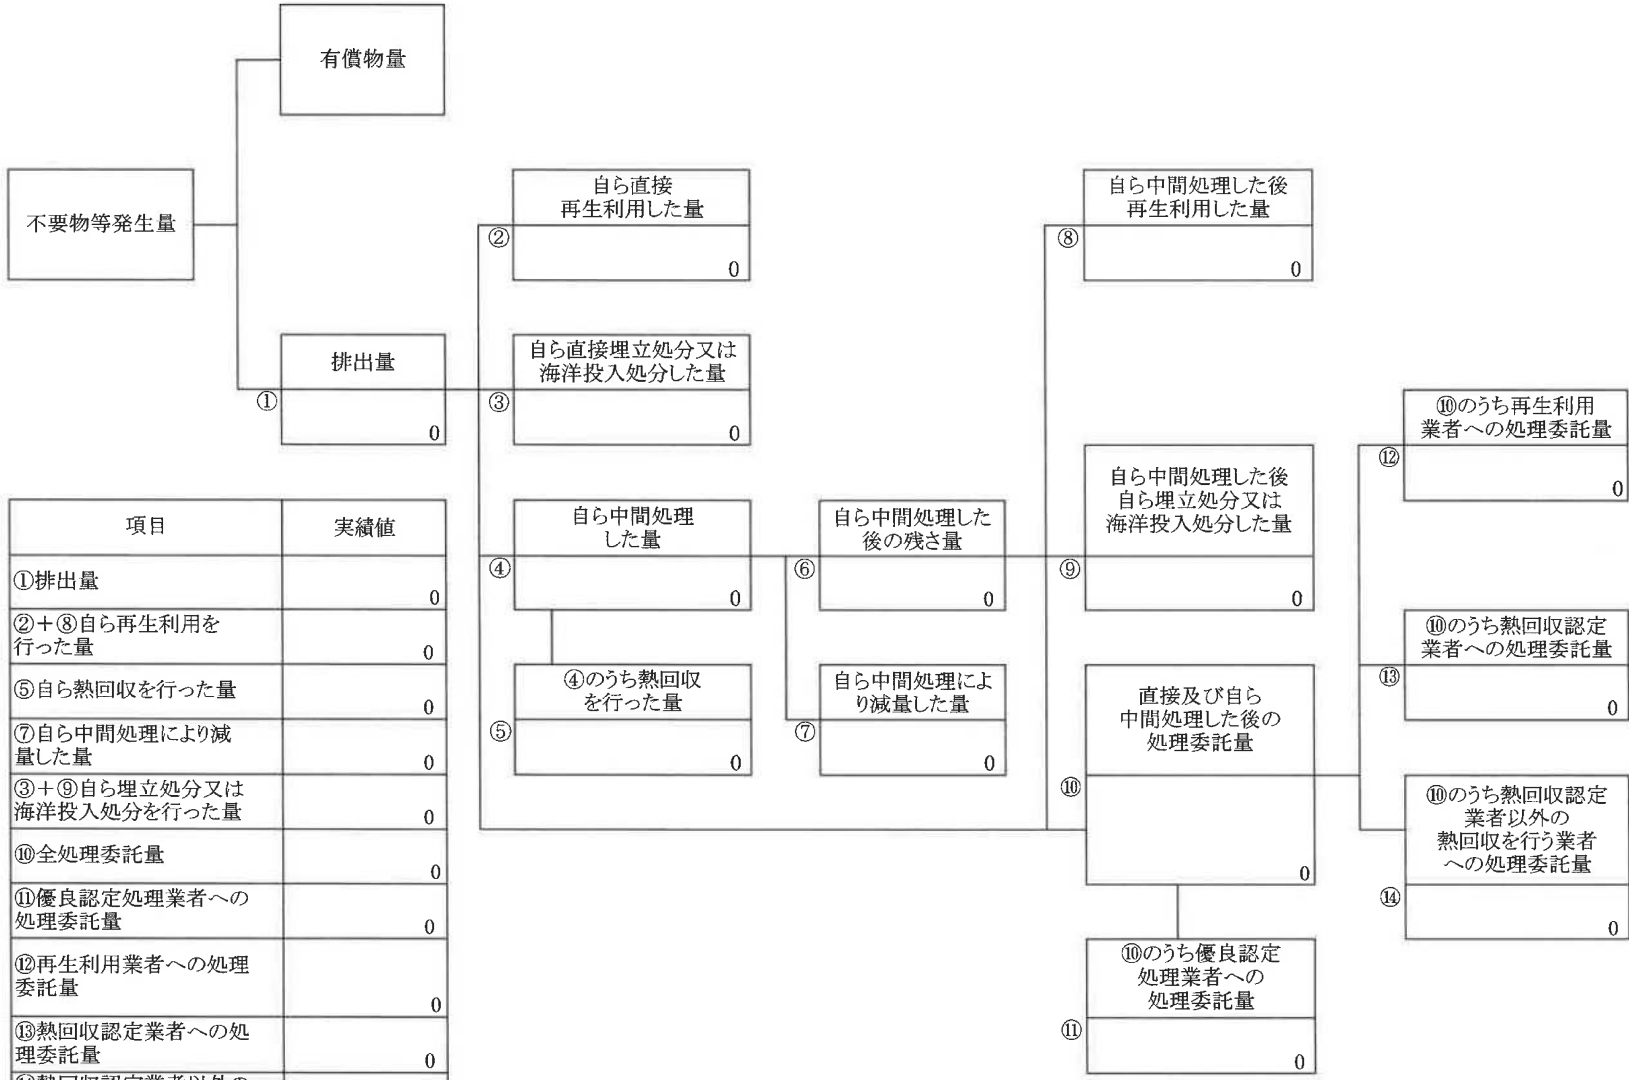 有償物量
不要物等発生量
自ら直接
再生利用した量
②
0
自ら中間処理した後
再生利用した量
⑧
0
排出量
①
0
自ら直接埋立処分又は
海洋投入処分した量
③
0
⑩のうち再生利用
業者への処理委託量
⑫
0
自ら中間処理
した量
④
0
自ら中間処理した
後の残さ量
⑥
0
自ら中間処理した後
自ら埋立処分又は
海洋投入処分した量
⑨
0
⑩のうち熱回収認定
業者への処理委託量
⑬
0
④のうち熱回収
を行った量
⑤
0
自ら中間処理によ
り減量した量
⑦
0
直接及び自ら
中間処理した後の
処理委託量
⑩
0
⑩のうち熱回収認定
業者以外の
熱回収を行う業者
への処理委託量
⑭
0
⑩のうち優良認定
処理業者への
処理委託量
⑪
0
項目 実績値
①排出量
0
②＋⑧自ら再生利用を
行った量 0
⑤自ら熱回収を行った量
0
⑦自ら中間処理により減
量した量 0
③＋⑨自ら埋立処分又は
海洋投入処分を行った量 0
⑩全処理委託量
0
⑪優良認定処理業者への
処理委託量 0
⑫再生利用業者への処理
委託量
0
⑬熱回収認定業者への処
理委託量 0
⑭熱回収認定業者以外の